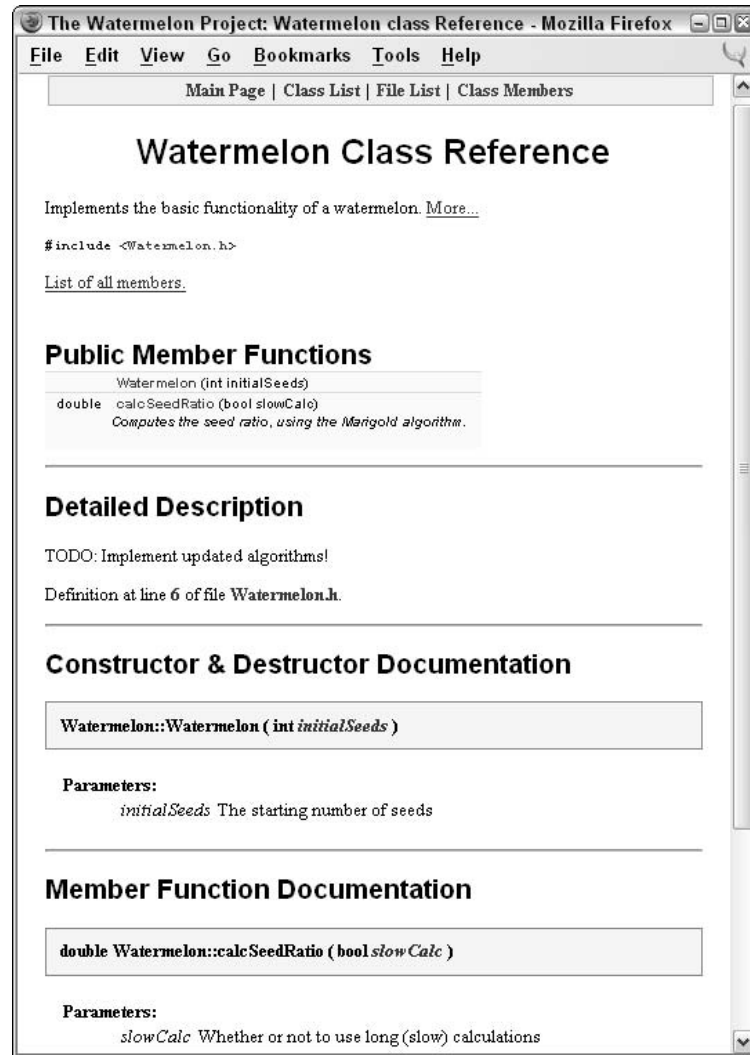 The Watermelon Project: Watermelon class Reference - Mozilla Firefox
File Edit View Go Bookmarks Tools Help
Main Page | Class List | File List | Class Members
Watermelon Class Reference
Implements the basic functionality of a watermelon. More...
#include <Watermelon.h>
List of all members.
Public Member Functions
Watermelon (int initialSeeds)
double calcSeedRatio (bool slowCalc)
Computes the seed ratio, using the Marigold algorithm.
Detailed Description
TODO: Implement updated algorithms!
Definition at line 6 of file Watermelon.h.
Constructor & Destructor Documentation
Watermelon::Watermelon ( int initialSeeds )
Parameters:
initialSeeds The starting number of seeds
Member Function Documentation
double Watermelon::calcSeedRatio ( bool slowCalc )
Parameters:
slowCalc Whether or not to use long (slow) calculations